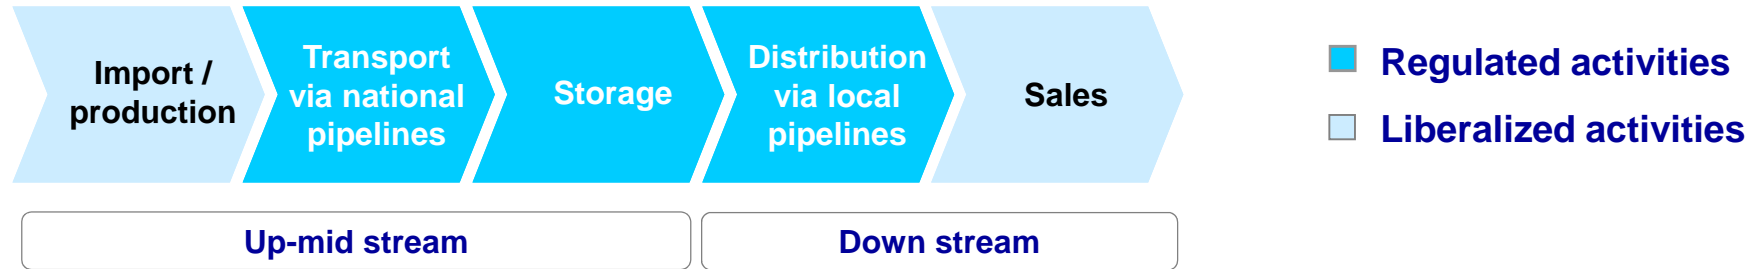 Import /
production
Transport
via national
pipelines
Storage
Distribution
via local
pipelines
Sales
Regulated activities
Liberalized activities
Up-mid stream
Down stream